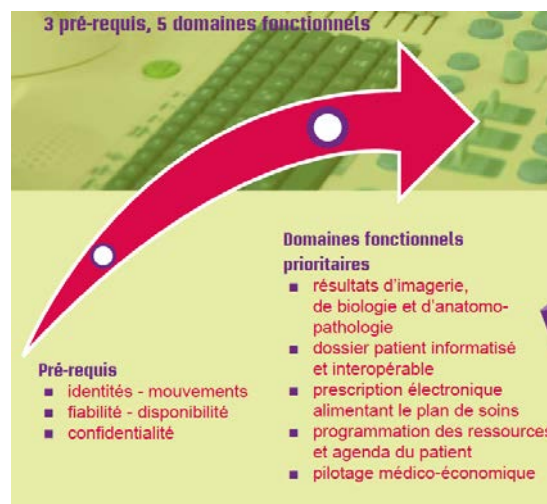 3 pré-requis, 5 domaines fonctionnels
Pré-requis
identités - mouvements
fiabilité - disponibilité
confidentialité
Domaines fonctionnels
prioritaires
résultats d'imagerie,
de biologie et d'anatomo-
pathologie
dossier patient informatisé
et interopérable
prescription électronique
alimentant le plan de soins
programmation des ressources
et agenda du patient
pilotage médico-économique